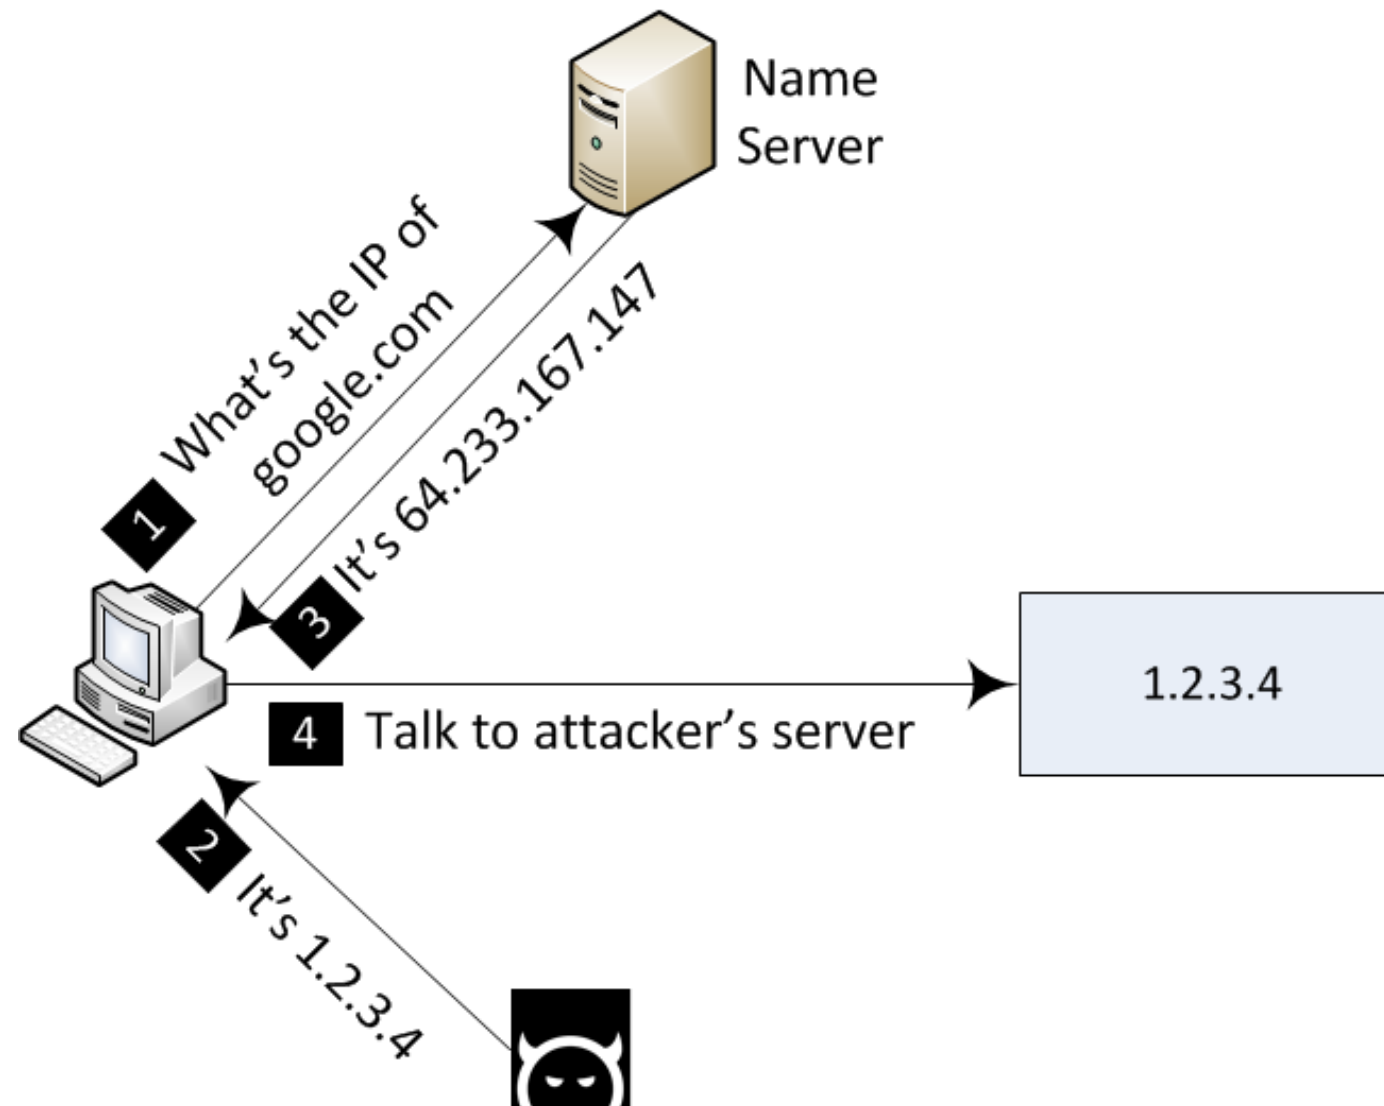 Name
Server
1
What's the IP of
google.com
3
It's 64.233.167.147
4
Talk to attacker's server
1.2.3.4
2
It's 1.2.3.4